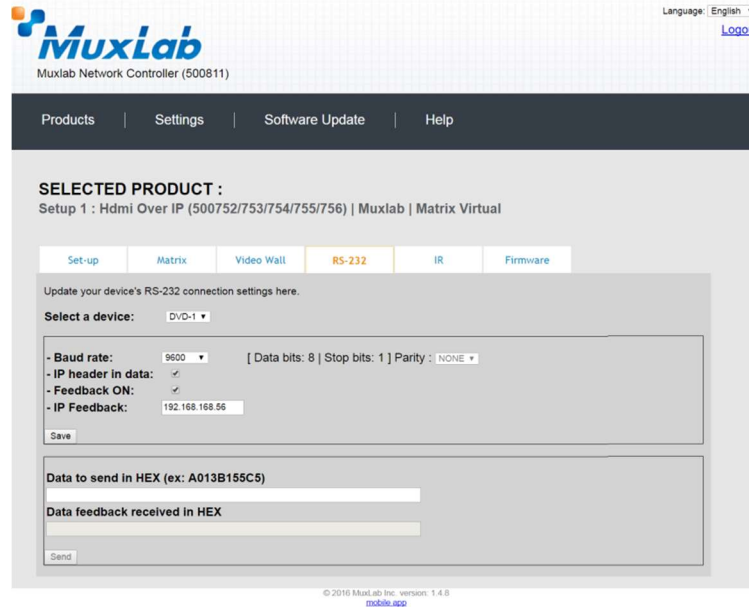 Language: English
Logo
MuxLab
Muxlab Network Controller (500811)
Products | Settings | Software Update | Help
SELECTED PRODUCT :
Setup 1 : Hdmi Over IP (500752/753/754/755/756) | Muxlab | Matrix Virtual
Set-up Matrix Video Wall RS-232 IR Firmware
Update your device's RS-232 connection settings here.
Select a device: DVD-1
- Baud rate: 9600 [ Data bits: 8 | Stop bits: 1 ] Parity : NONE
- IP header in data:
- Feedback ON:
- IP Feedback: 192.168.168.56
Save
Data to send in HEX (ex: A013B155C5)
Data feedback received in HEX
Send
© 2016 MuxLab Inc. version: 1.4.8
mobile app